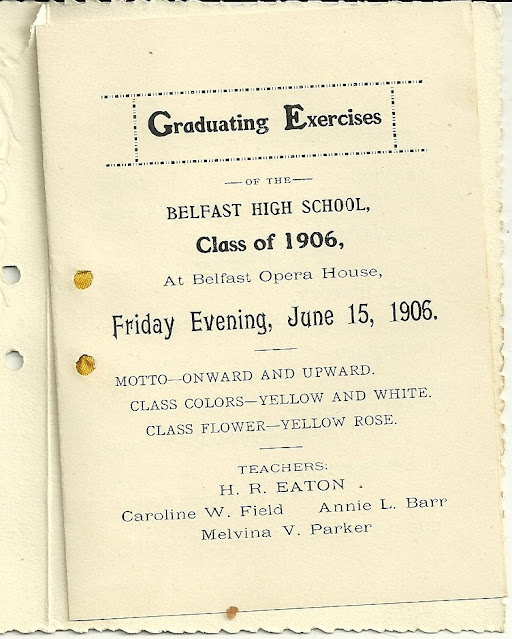 Graduating Exercises
—OF THE—
BELFAST HIGH SCHOOL,
Class of 1906,
At Belfast Opera House,
Friday Evening, June 15, 1906.
MOTTO—ONWARD AND UPWARD.
CLASS COLORS—YELLOW AND WHITE.
CLASS FLOWER—YELLOW ROSE.
TEACHERS:
H. R. EATON
Caroline W. Field Annie L. Barr
Melvina V. Parker